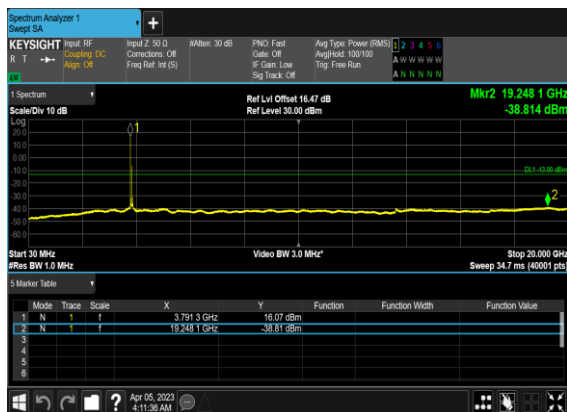 Spectrum Analyzer 1
Swept SA
KEYSIGHT Input: RF Input Z: 50 Ω #Atten: 30 dB PNO: Fast Avg Type: Power (RMS) 1 2 3 4 5 6
R T Coupling: DC Corrections: Off Gate: Off Avg|Hold: 100/100 A W W W W W
Align: Off Freq Ref: Int (S) IF Gain: Low Trig: Free Run
Sig Track: Off A N N N N N
1 Spectrum Ref Lvl Offset 16.47 dB Mkr2 19.248 1 GHz
Scale/Div 10 dB Ref Level 30.00 dBm -38.814 dBm
Log
20.0 1
10.0
0.00
-10.0 DL1 -13.00 dBm
-20.0
-30.0 2
-40.0
-50.0
-60.0
Start 30 MHz Video BW 3.0 MHz* Stop 20.000 GHz
#Res BW 1.0 MHz Sweep 34.7 ms (40001 pts)
5 Marker Table
Mode Trace Scale X Y Function Function Width Function Value
1 N 1 f 3.791 3 GHz 16.07 dBm
2 N 1 f 19.248 1 GHz -38.81 dBm
3
4
5
6
Apr 05, 2023
4:11:36 AM